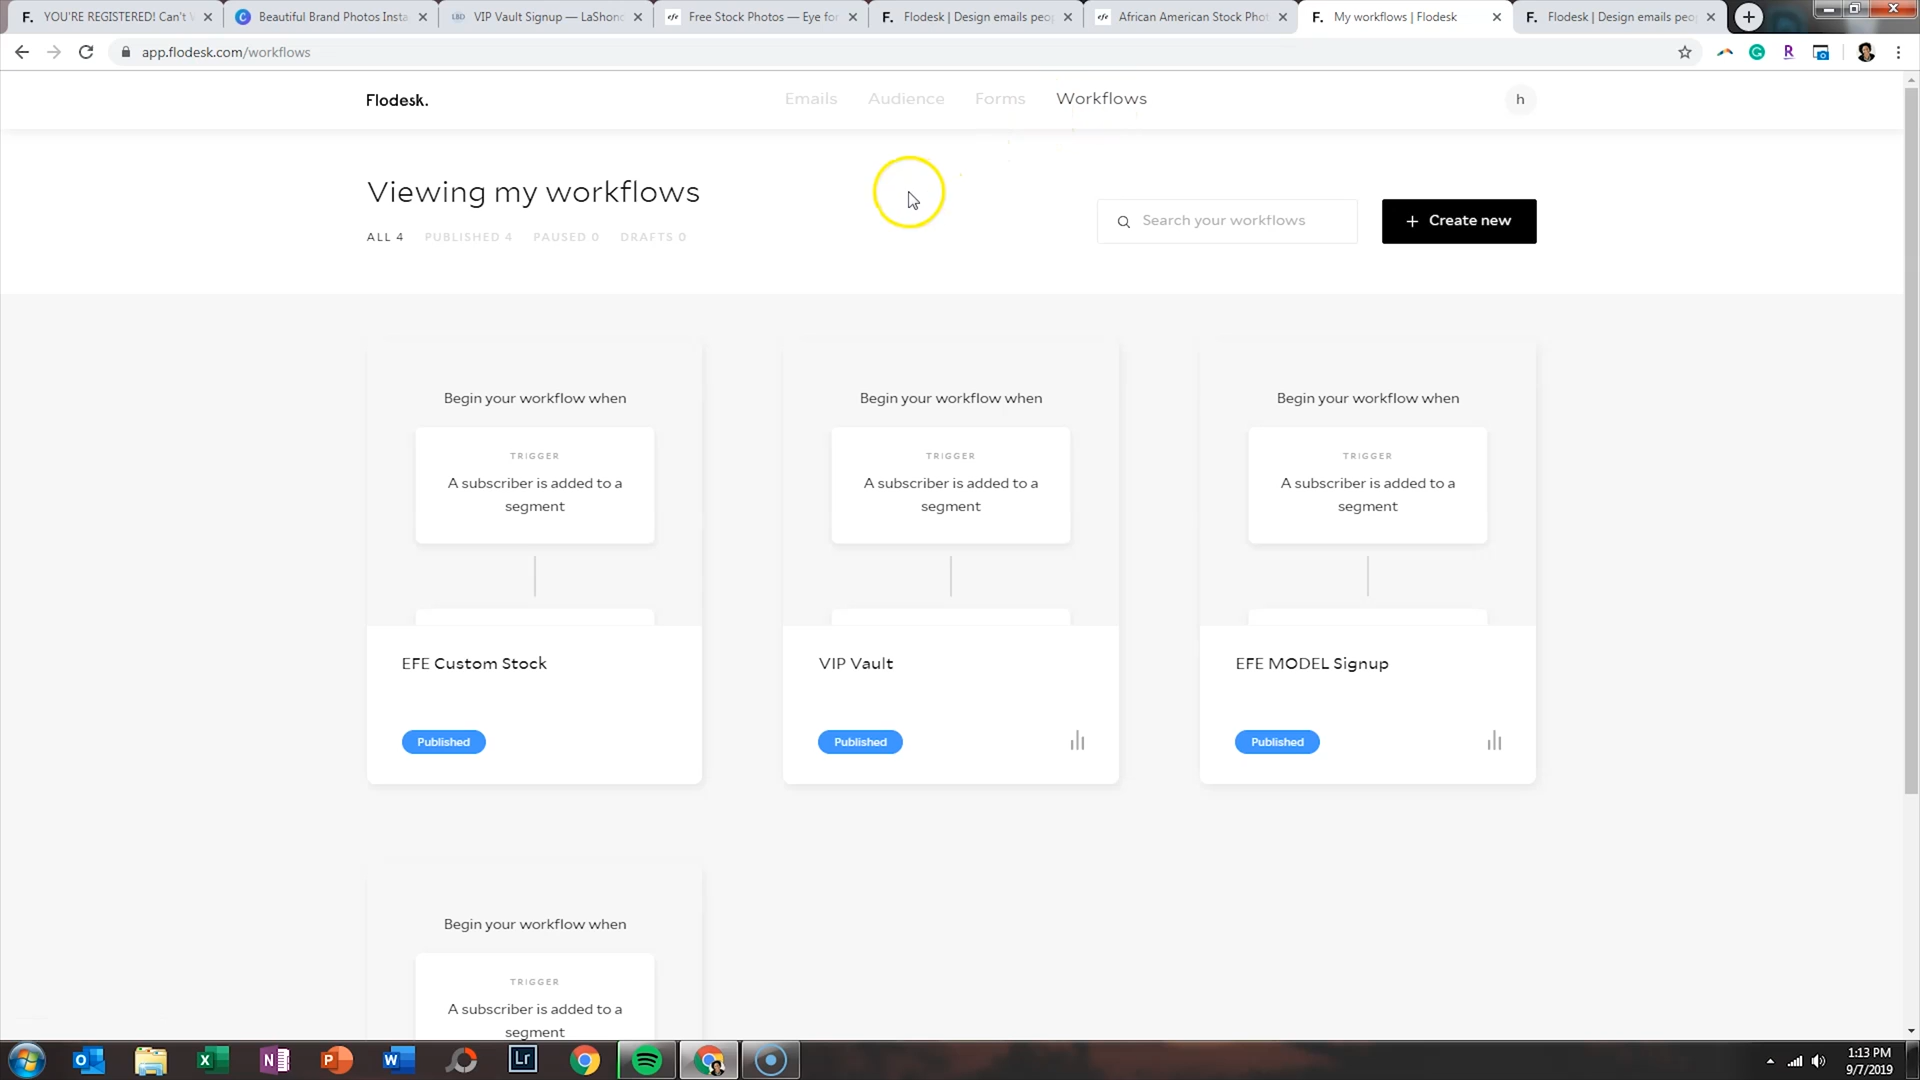 YOU'RE REGISTERED! Can't
Beautiful Brand Photos Insta
VIP Vault Signup — LaShond
Free Stock Photos — Eye for
Flodesk | Design emails peop
African American Stock Phot
My workflows | Flodesk
Flodesk | Design emails peop
app.flodesk.com/workflows
Flodesk.
Emails
Audience
Forms
Workflows
h
Viewing my workflows
ALL 4
PUBLISHED 4
PAUSED 0
DRAFTS 0
Search your workflows
+ Create new
Begin your workflow when
TRIGGER
A subscriber is added to a
segment
EFE Custom Stock
Published
Begin your workflow when
TRIGGER
A subscriber is added to a
segment
VIP Vault
Published
Begin your workflow when
TRIGGER
A subscriber is added to a
segment
EFE MODEL Signup
Published
Begin your workflow when
TRIGGER
A subscriber is added to a
segment
Lr
1:13 PM
9/7/2019